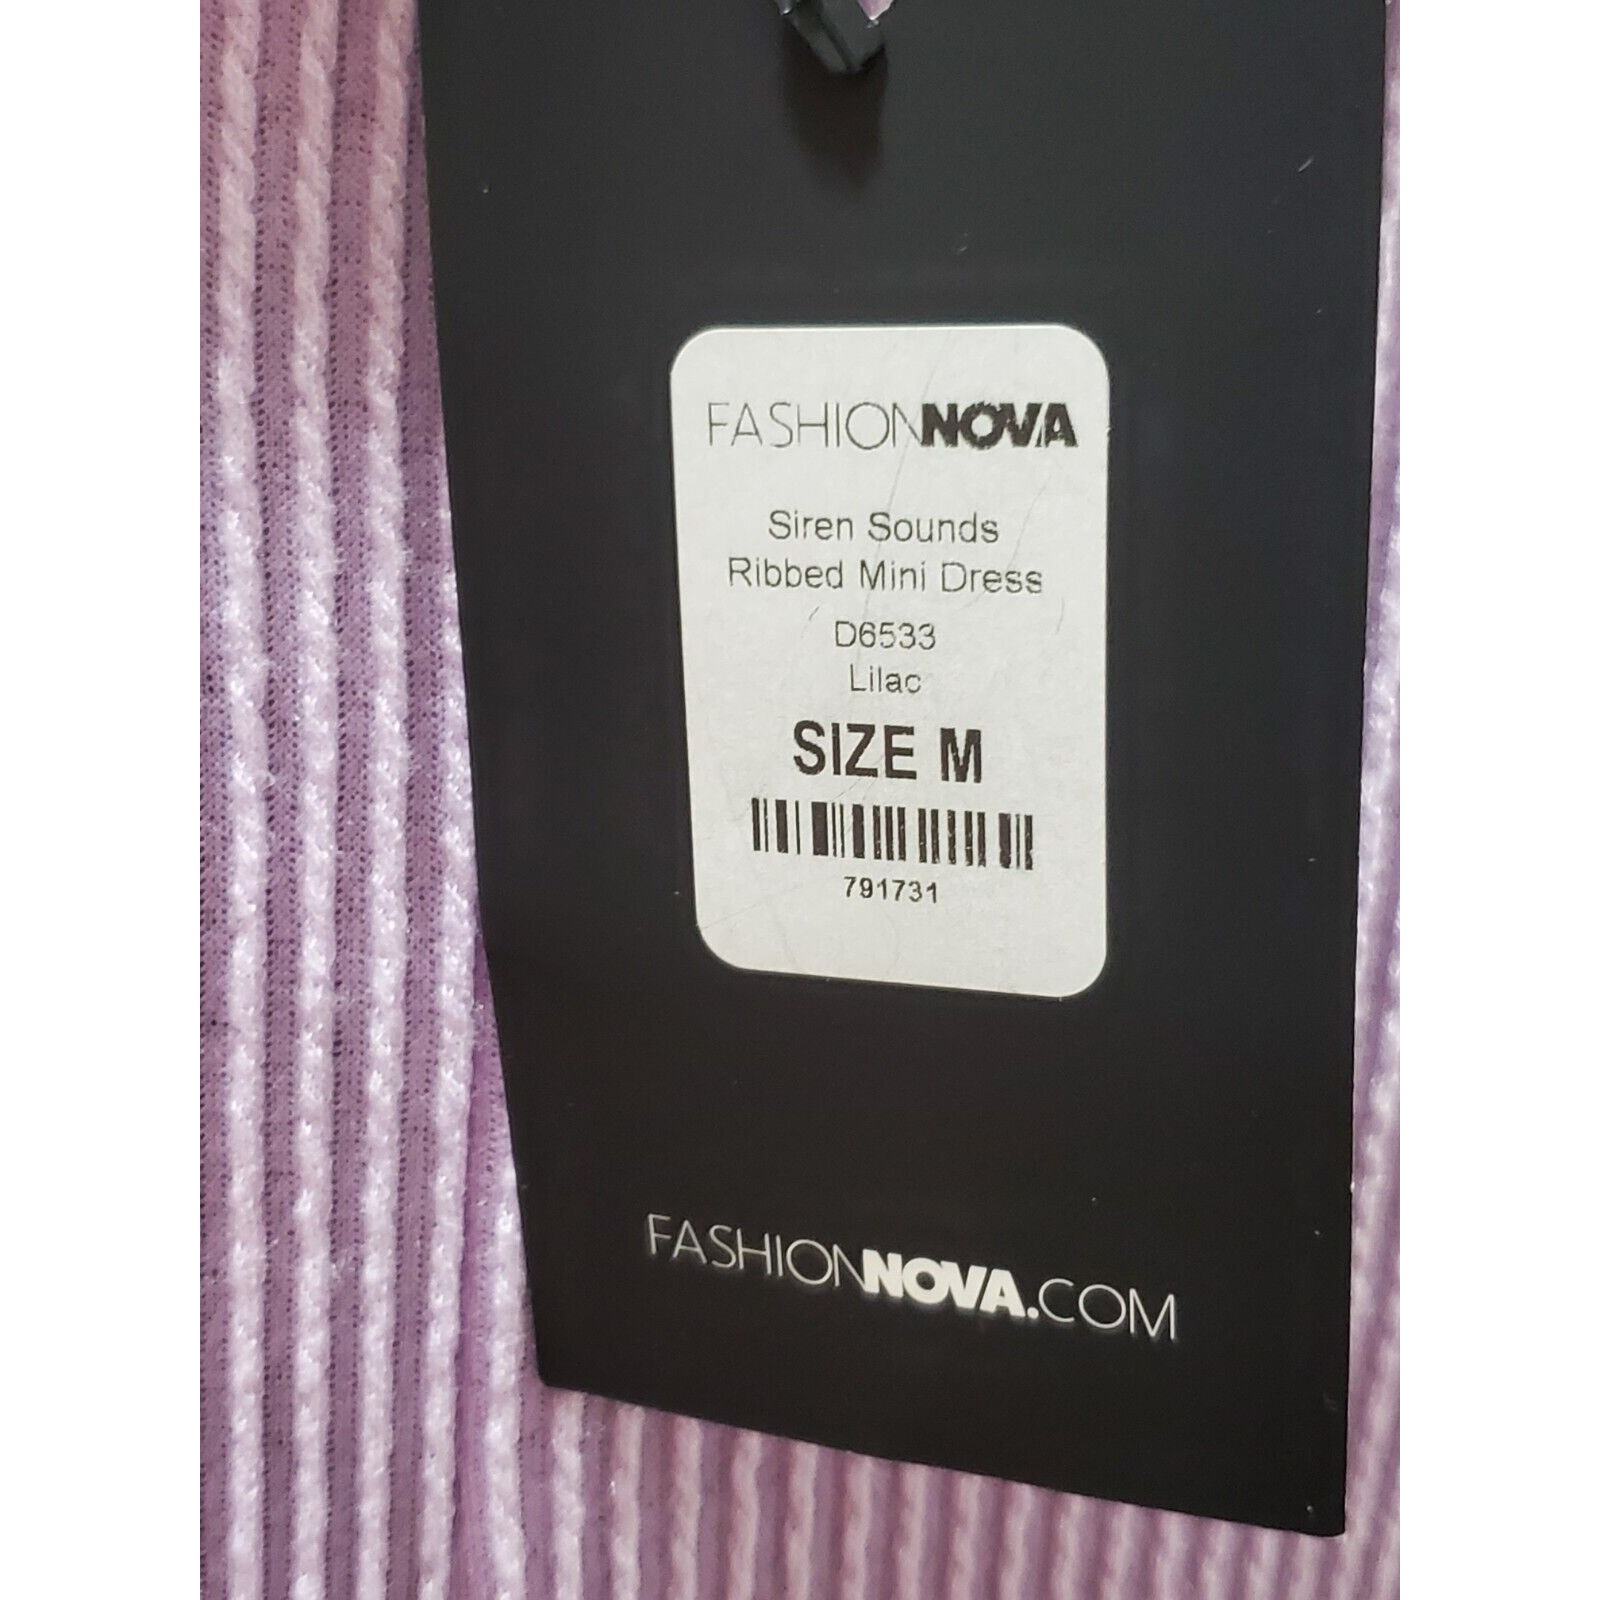 FASHIONNOVA
Siren Sounds
Ribbed Mini Dress
D6533
Lilac
SIZE M
791731
FASHIONNOVA.COM